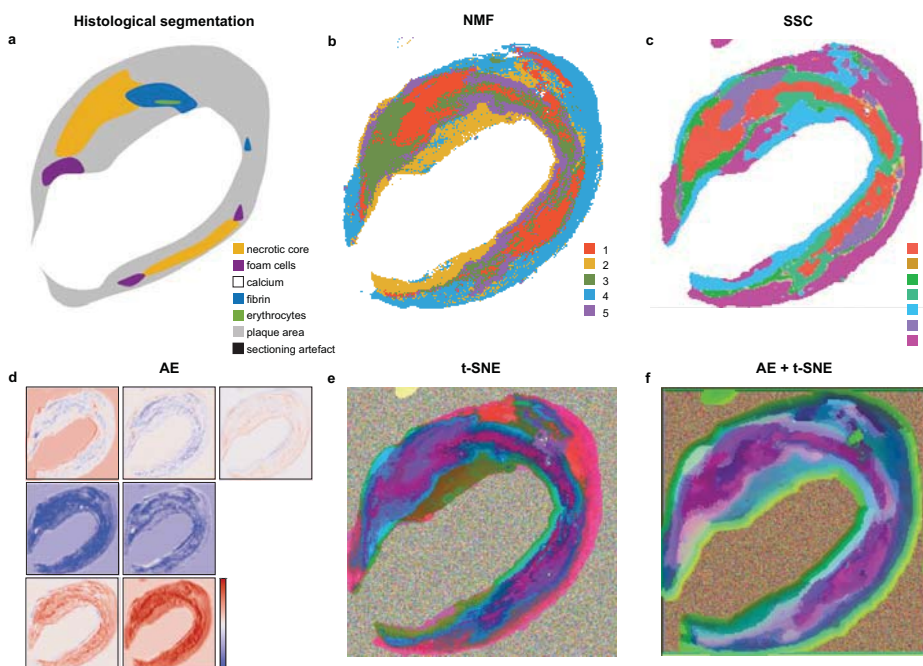 Histological segmentation
NMF
SSC
a
b
c
necrotic core
foam cells
calcium
fibrin
erythrocytes
plaque area
sectioning artefact
1
2
3
4
5
AE
t-SNE
AE + t-SNE
d
e
f